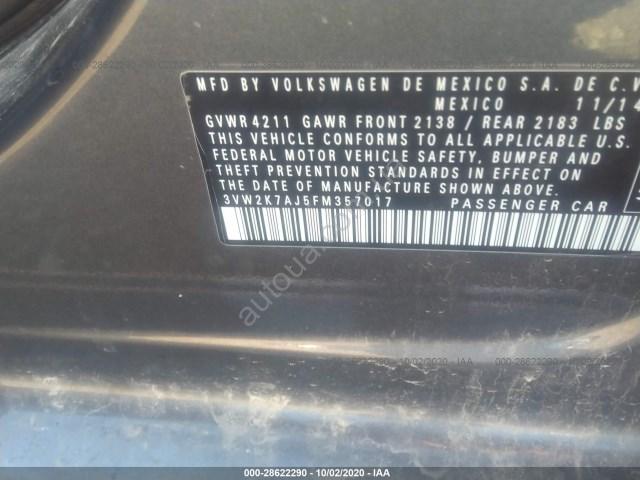 MFD BY VOLKSWAGEN DE MEXICO S.A. DE C.V
MEXICO 11/14
GVWR 4211 GAWR FRONT 2138 / REAR 2183 LBS
THIS VEHICLE CONFORMS TO ALL APPLICABLE U.S.
FEDERAL MOTOR VEHICLE SAFETY, BUMPER AND
THEFT PREVENTION STANDARDS IN EFFECT ON
THE DATE OF MANUFACTURE SHOWN ABOVE.
3VW2K7AJ5FM357017 PASSENGER CAR
000-28622290 - 10/02/2020 - IAA